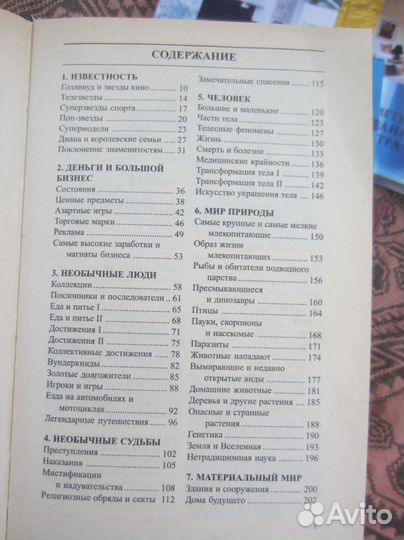 СОДЕРЖАНИЕ
1. ИЗВЕСТНОСТЬ
Голливуд и звезды кино .......... 10
Телезвезды .......... 14
Суперзвезды спорта .......... 17
Поп-звезды .......... 20
Супермодели .......... 23
Диана и королевские семьи .. 27
Поклонение знаменитостям .... 31
2. ДЕНЬГИ И БОЛЬШОЙ
БИЗНЕС
Состояния .......... 36
Ценные предметы .......... 38
Азартные игры .......... 42
Торговые марки .......... 46
Реклама .......... 49
Самые высокие заработки и
магнаты бизнеса .......... 53
3. НЕОБЫЧНЫЕ ЛЮДИ
Коллекции .......... 58
Поклонники и последователи .. 61
Еда и питье I .......... 65
Еда и питье II .......... 68
Достижения I .......... 71
Достижения II .......... 75
Коллективные достижения ...... 78
Вундеркинды .......... 82
Золотые долгожители .......... 85
Игроки и игры .......... 88
Езда на автомобилях и
мотоциклах .......... 92
Легендарные путешествия ...... 96
4. НЕОБЫЧНЫЕ СУДЬБЫ
Преступления .......... 102
Наказания .......... 105
Мистификации
и надувательства .......... 108
Религиозные обряды и секты .. 112
Замечательные спасения .......... 115
5. ЧЕЛОВЕК
Большие и маленькие .......... 120
Части тела .......... 123
Телесные феномены .......... 127
Жизнь .......... 130
Смерть и болезни .......... 133
Медицинские крайности .......... 136
Трансформация тела I .......... 139
Трансформация тела II .......... 142
Искусство украшения тела .... 146
6. МИР ПРИРОДЫ
Самые крупные и самые мелкие
млекопитающие .......... 150
Образ жизни
млекопитающих .......... 153
Рыбы и обитатели подводного
царства .......... 156
Пресмыкающиеся
и динозавры .......... 160
Птицы .......... 164
Пауки, скорпионы
и насекомые .......... 168
Паразиты .......... 171
Животные нападают .......... 174
Вымирающие и недавно
открытые виды .......... 177
Домашние животные .......... 181
Деревья и другие растения .... 185
Опасные и странные
растения .......... 188
Генетика .......... 190
Земля и Вселенная .......... 193
Нетрадиционная наука .......... 196
7. МАТЕРИАЛЬНЫЙ МИР
Здания и сооружения .......... 200
Дома будущего .......... 202
Avito